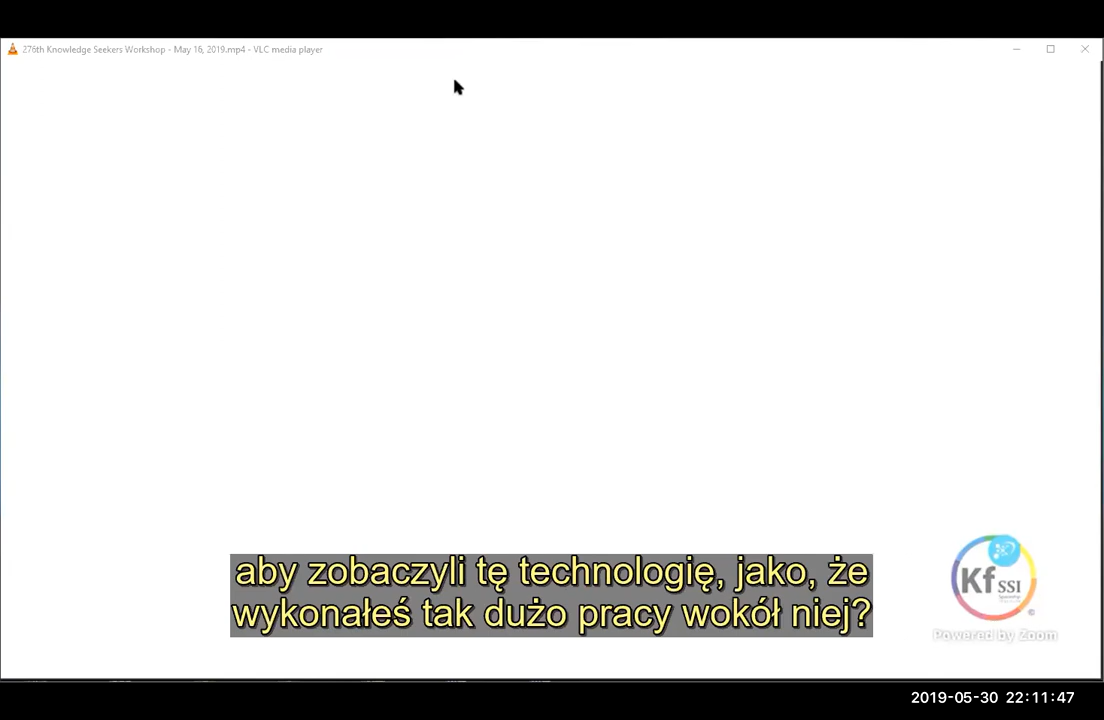 276th Knowledge Seekers Workshop - May 16, 2019.mp4 - VLC media player
aby zobaczyli tę technologię, jako, że
wykonałeś tak dużo pracy wokół niej?
Kf SSI
©
Powered by Zoom
2019-05-30 22:11:47